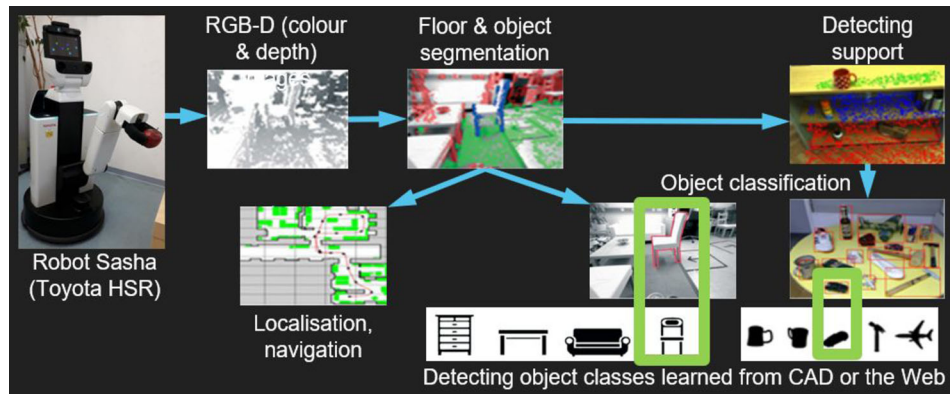 RGB-D (colour
& depth)
images
Floor & object
segmentation
Detecting
support
Object classification
Robot Sasha
(Toyota HSR)
Localisation,
navigation
Detecting object classes learned from CAD or the Web